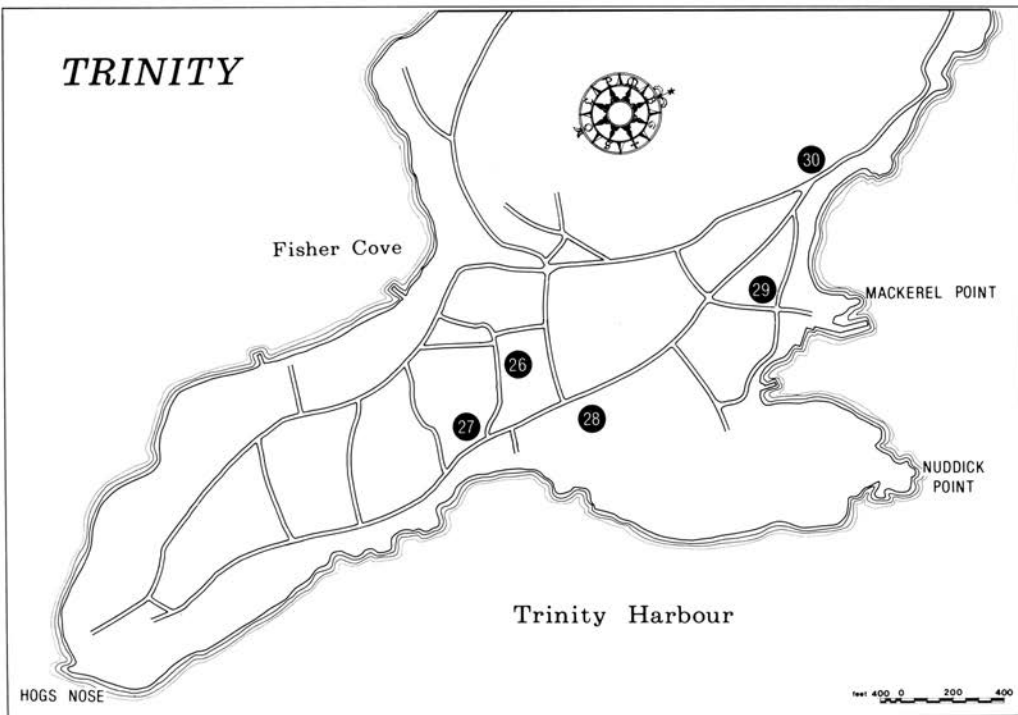 TRINITY
30
Fisher Cove
29
MACKEREL POINT
26
27
28
NUDDICK
POINT
Trinity Harbour
HOGS NOSE
feet 400 0 200 400